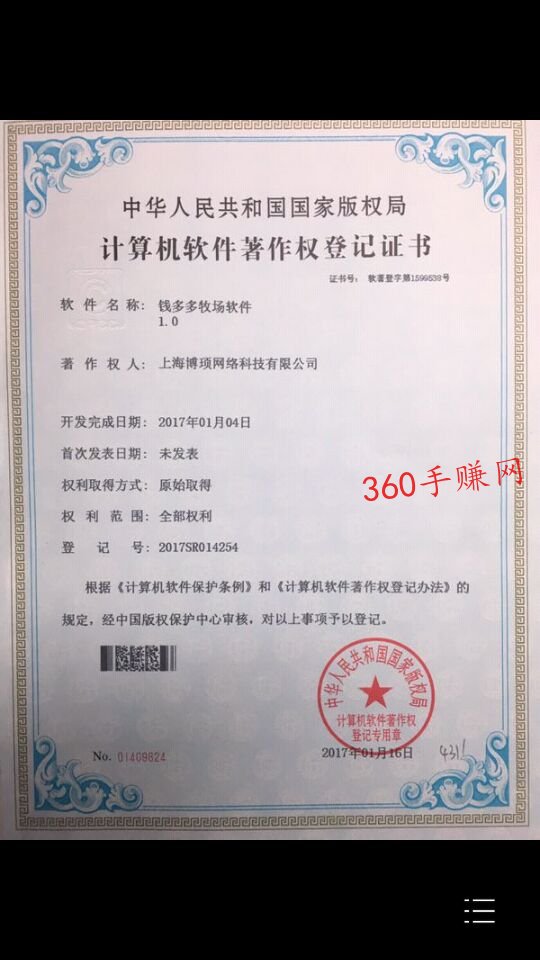 中华人民共和国国家版权局
计算机软件著作权登记证书
证书号： 软著登字第1599538号
软件名称： 钱多多牧场软件
1.0
著作权人： 上海博顼网络科技有限公司
开发完成日期： 2017年01月04日
首次发表日期： 未发表
权利取得方式： 原始取得
360手赚网
权利范围： 全部权利
登记号： 2017SR014254
根据《计算机软件保护条例》和《计算机软件著作权登记办法》的
规定，经中国版权保护中心审核，对以上事项予以登记。
中华人民共和国国家版权局
计算机软件著作权
登记专用章
No. 01409624
2017年01月16日